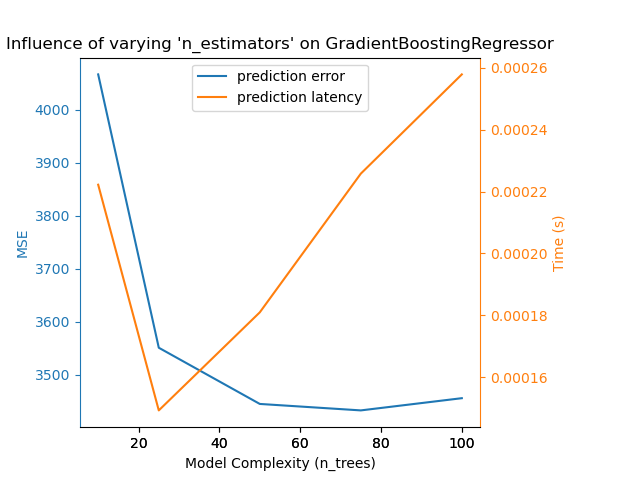 Influence of varying 'n_estimators' on GradientBoostingRegressor
prediction error
prediction latency
MSE
4000
3900
3800
3700
3600
3500
0.00026
0.00024
0.00022
0.00020
0.00018
0.00016
Time (s)
20 40 60 80 100
Model Complexity (n_trees)